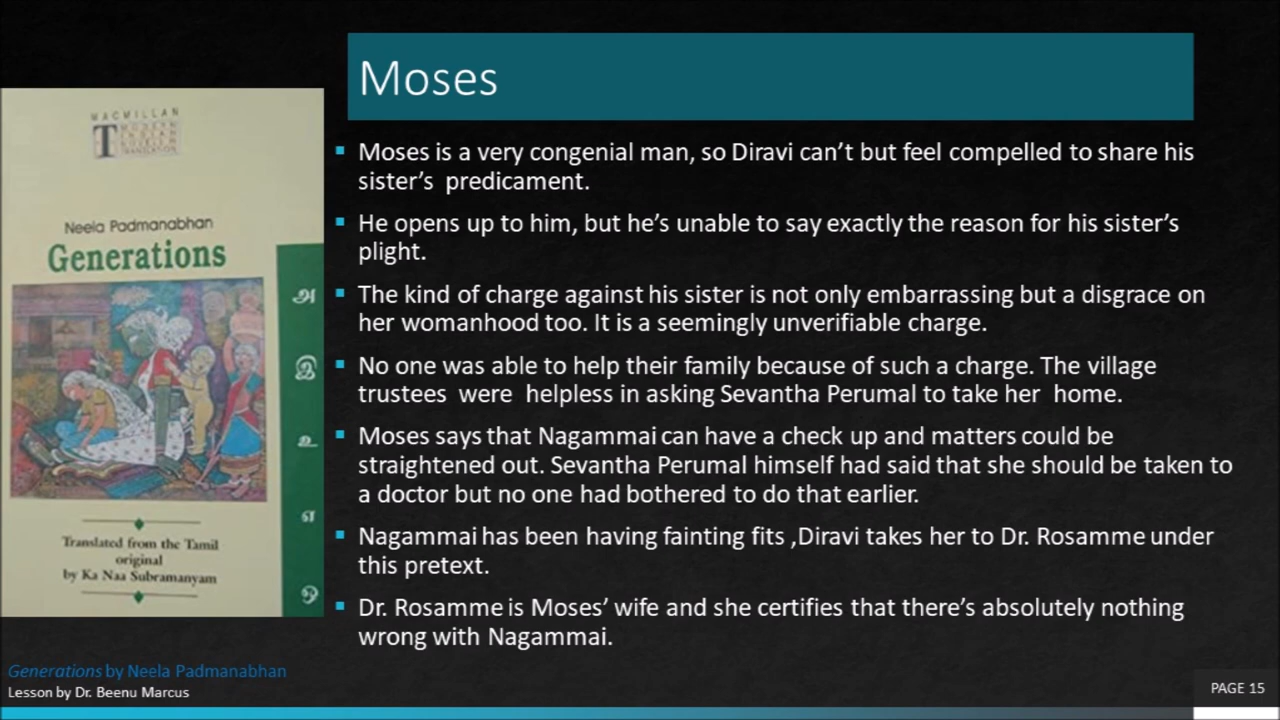 Moses
MACMILLAN
MODERN
INDIAN
TRANSLATION
Neela Padmanabhan
Generations
அ
இ
உ
எ
ஒ
Translated from the Tamil
original
by Ka Naa Subramanyam
▪ Moses is a very congenial man, so Diravi can’t but feel compelled to share his
sister’s predicament.
▪ He opens up to him, but he’s unable to say exactly the reason for his sister’s
plight.
▪ The kind of charge against his sister is not only embarrassing but a disgrace on
her womanhood too. It is a seemingly unverifiable charge.
▪ No one was able to help their family because of such a charge. The village
trustees were helpless in asking Sevantha Perumal to take her home.
▪ Moses says that Nagammai can have a check up and matters could be
straightened out. Sevantha Perumal himself had said that she should be taken to
a doctor but no one had bothered to do that earlier.
▪ Nagammai has been having fainting fits ,Diravi takes her to Dr. Rosamme under
this pretext.
▪ Dr. Rosamme is Moses’ wife and she certifies that there’s absolutely nothing
wrong with Nagammai.
Generations by Neela Padmanabhan
Lesson by Dr. Beenu Marcus
PAGE 15